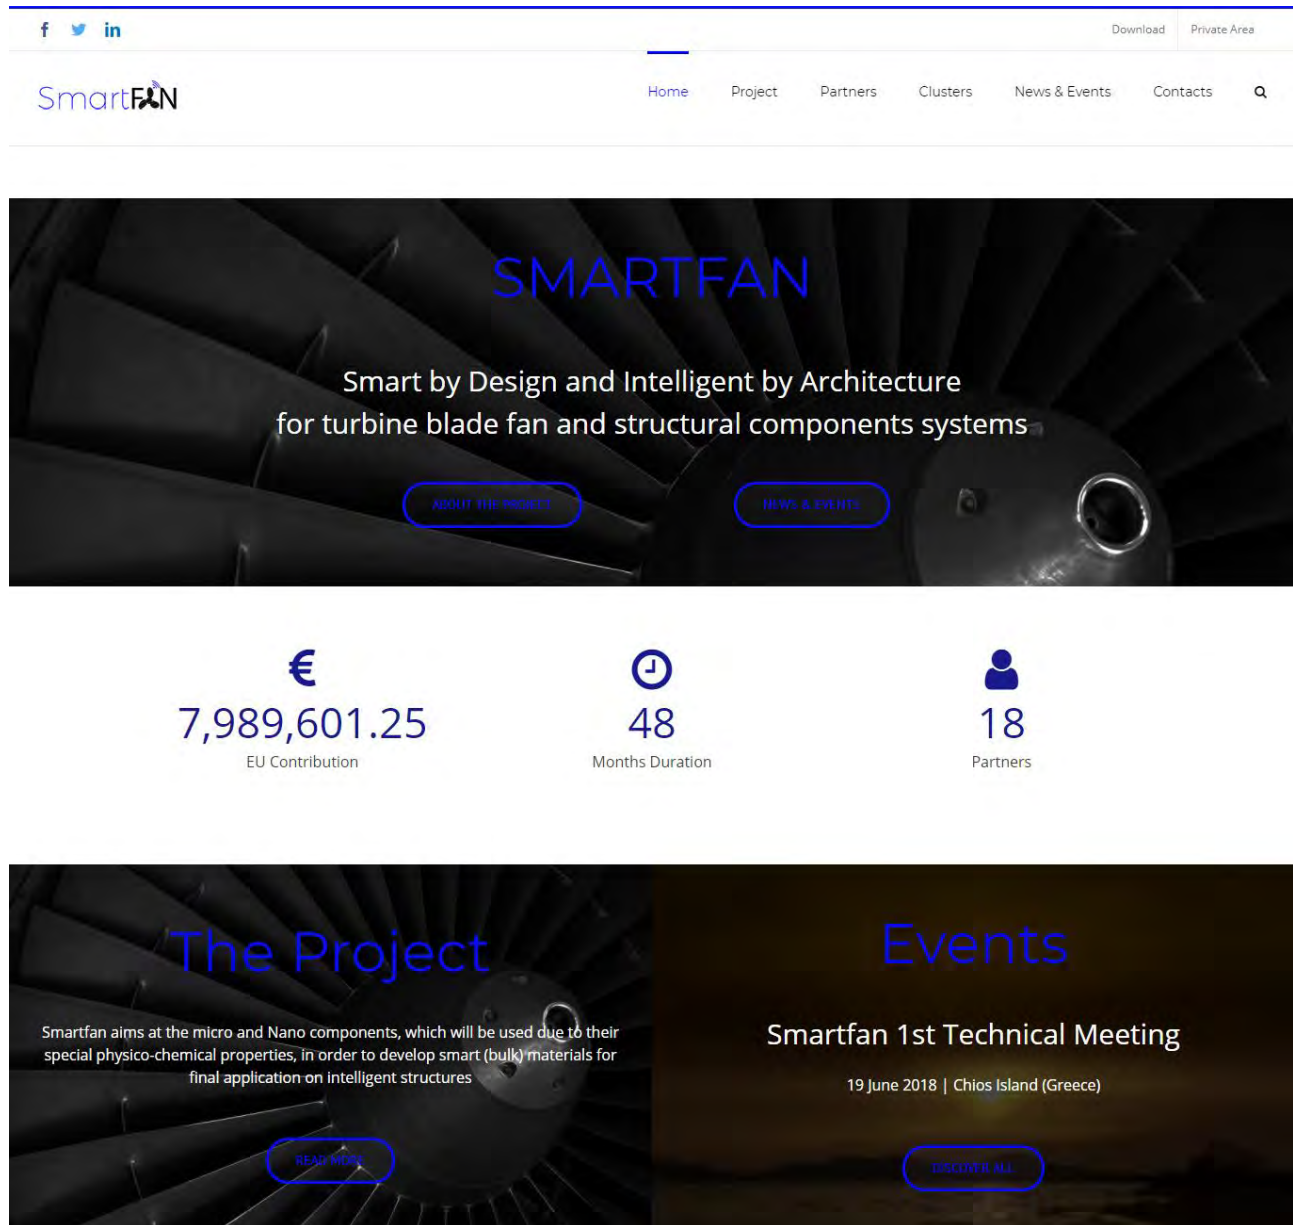 Download Private Area
SmartFAN
Home Project Partners Clusters News & Events Contacts
SMARTFAN
Smart by Design and Intelligent by Architecture
for turbine blade fan and structural components systems
ABOUT THE PROJECT NEWS & EVENTS
€
7,989,601.25 48 18
EU Contribution Months Duration Partners
The Project
Smartfan aims at the micro and Nano components, which will be used due to their
special physico-chemical properties, in order to develop smart (bulk) materials for
final application on intelligent structures
READ MORE
Events
Smartfan 1st Technical Meeting
19 June 2018 | Chios Island (Greece)
DISCOVER ALL